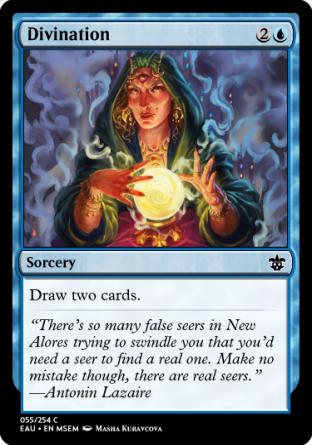 Divination 2
Sorcery
Draw two cards.
“There's so many false seers in New
Alores trying to swindle you that you'd
need a seer to find a real one. Make no
mistake though, there are real seers.”
—Antonin Lazaire
055/254 C
EAU • EN MSEM Masha Kuravcova